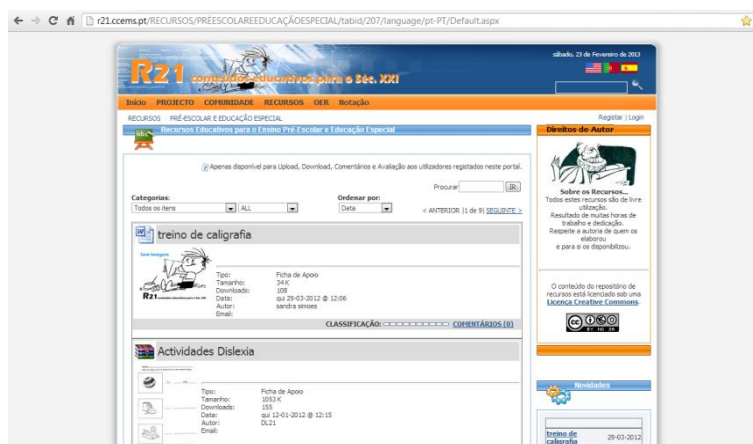 r21.ccems.pt/RECURSOS/PRÉESCOLAREEDUCAÇÃOESPECIAL/tabid/207/language/pt-PT/Default.aspx
sábado, 23 de Fevereiro de 2013
R21 conteúdos educativos para o Séc. XXI
Início PROJECTO COMUNIDADE RECURSOS OER Notação
RECURSOS PRÉ-ESCOLAR E EDUCAÇÃO ESPECIAL
Registar | Login
Recursos Educativos para o Ensino Pré-Escolar e Educação Especial
Apenas disponível para Upload, Download, Comentários e Avaliação aos utilizadores registados neste portal.
Procurar IR
Categorias:
Ordenar por:
Todos os itens ALL Data
< ANTERIOR |1 de 9| SEGUINTE >
treino de caligrafia
R21
Tipo: Ficha de Apoio
Tamanho: 34 K
Downloads: 108
Data: qui 29-03-2012 @ 12:06
Autor: sandra simoes
Email:
CLASSIFICAÇÃO: COMENTÁRIOS (0)
Actividades Dislexia
Tipo: Ficha de Apoio
Tamanho: 1053 K
Downloads: 155
Data: qui 12-01-2012 @ 12:15
Autor: DL21
Email:
Direitos de Autor
Sobre os Recursos...
Todos estes recursos são de livre
utilização.
Resultado de muitas horas de
trabalho e dedicação.
Respeite a autoria de quem os
elaborou
e para si os disponibilizou.
O conteúdo do repositório de
recursos está licenciado sob uma
Licença Creative Commons.
cc
BY NC SA
Novidades
treino de
caligrafia
29-03-2012